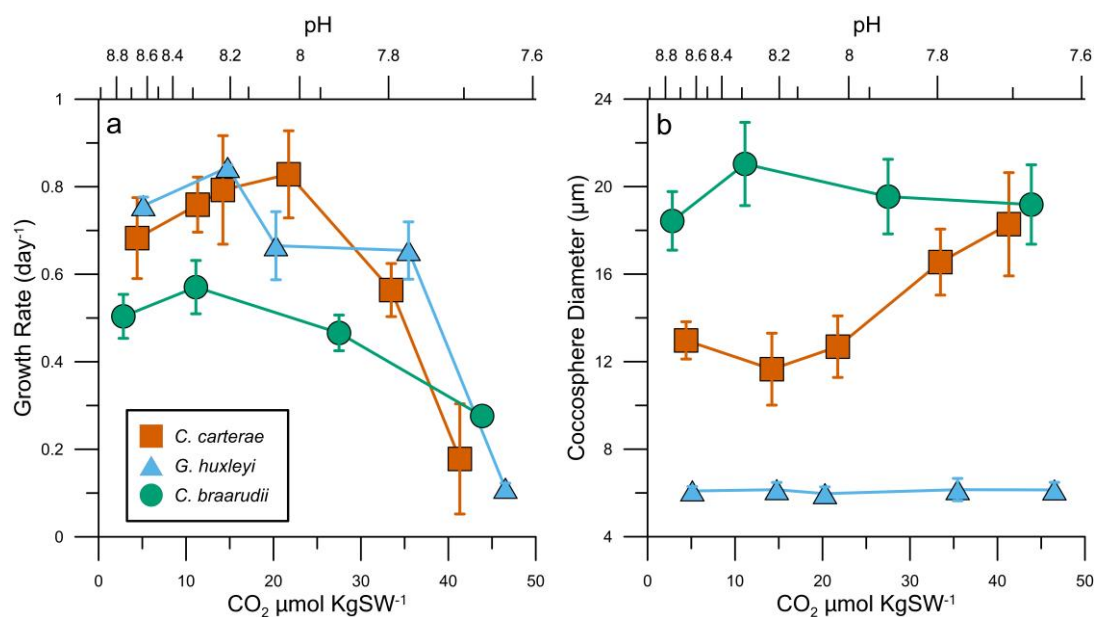 pH
8.8 8.6 8.4 8.2 8 7.8 7.6
a
1
0.8
0.6
0.4
0.2
0
Growth Rate (day⁻¹)
C. carterae
G. huxleyi
C. braarudii
0 10 20 30 40 50
CO₂ µmol KgSW⁻¹
pH
8.8 8.6 8.4 8.2 8 7.8 7.6
b
24
20
16
12
8
4
Coccosphere Diameter (µm)
0 10 20 30 40 50
CO₂ µmol KgSW⁻¹